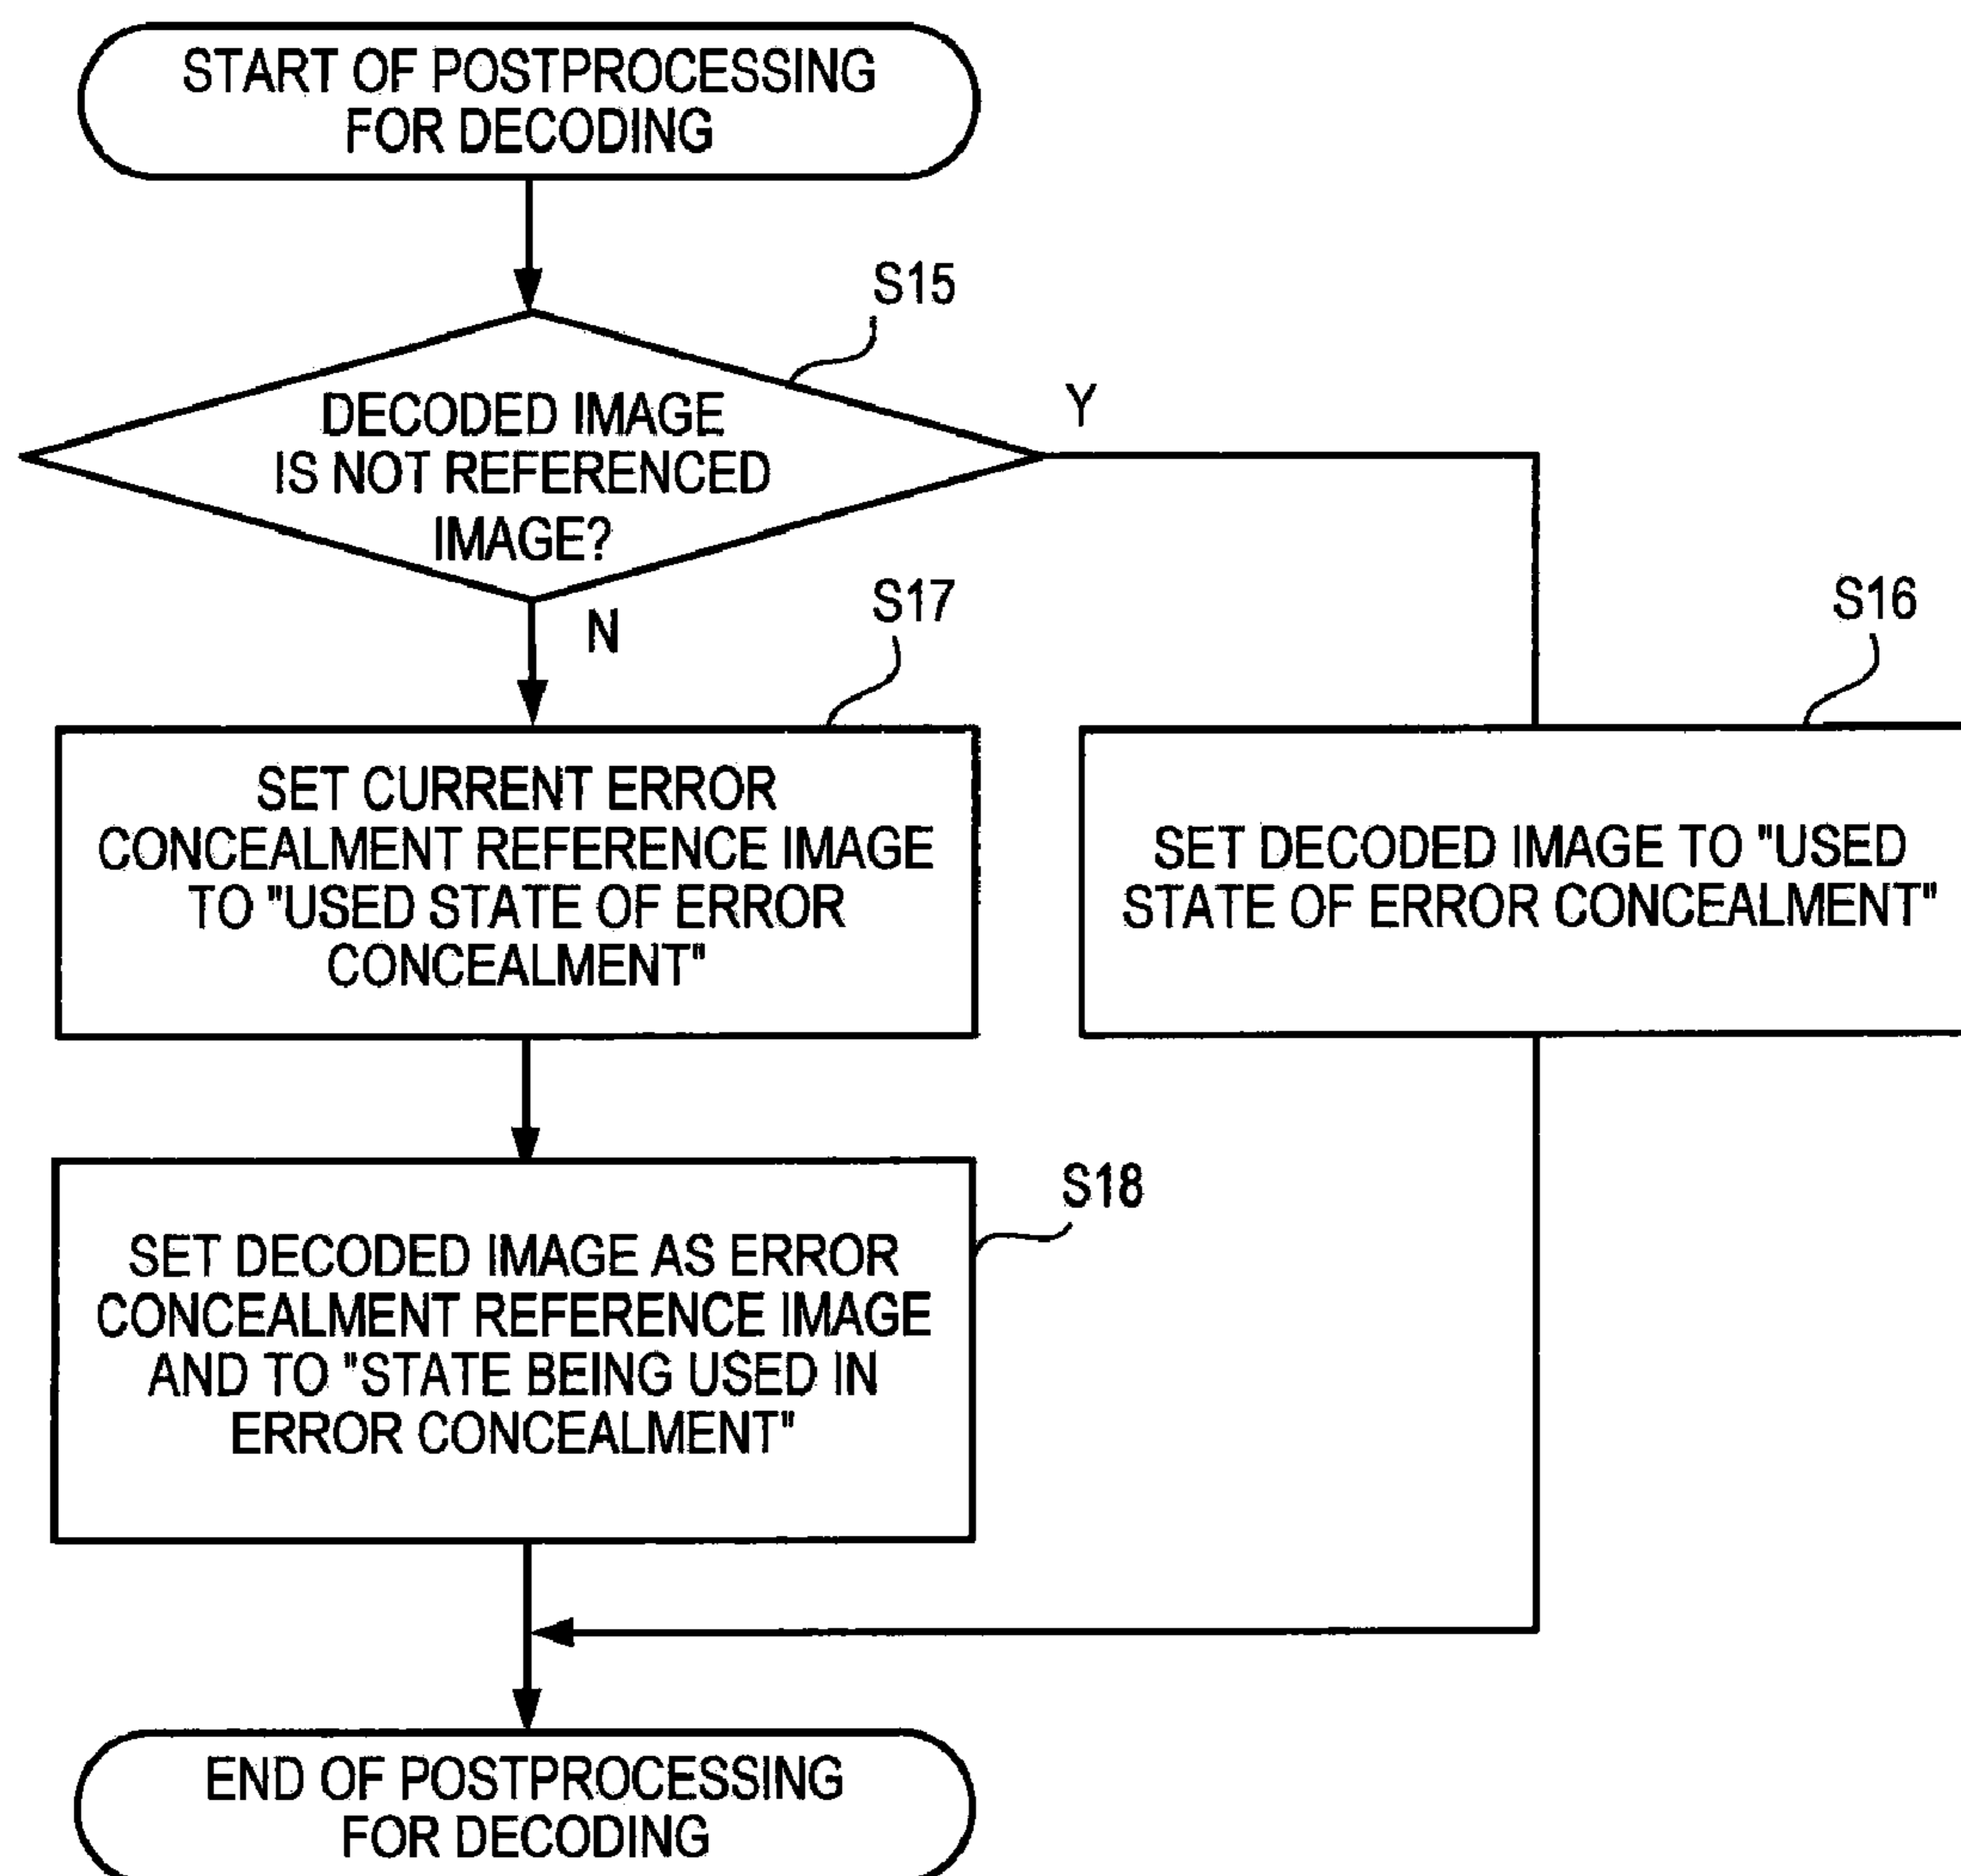 START OF POSTPROCESSING
FOR DECODING
S15
DECODED IMAGE
IS NOT REFERENCED
IMAGE?
Y
N
S17
S16
SET CURRENT ERROR
CONCEALMENT REFERENCE IMAGE
TO "USED STATE OF ERROR
CONCEALMENT"
SET DECODED IMAGE TO "USED
STATE OF ERROR CONCEALMENT"
S18
SET DECODED IMAGE AS ERROR
CONCEALMENT REFERENCE IMAGE
AND TO "STATE BEING USED IN
ERROR CONCEALMENT"
END OF POSTPROCESSING
FOR DECODING